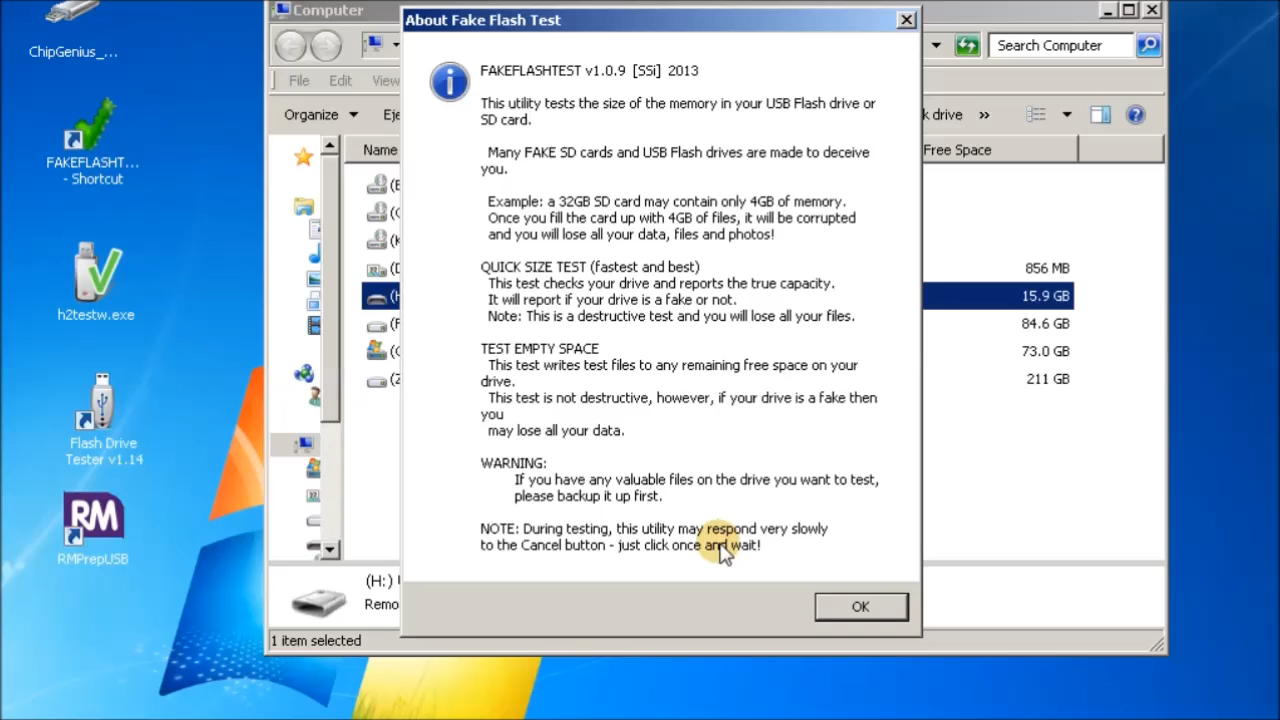 ChipGenius_...
FAKEFLASHT...
- Shortcut
h2testw.exe
Flash Drive
Tester v1.14
RM
RMPrepUSB
Computer
Search Computer
File Edit View
Organize Eje k drive »
Name Free Space
(E
(G
(K
(D 856 MB
(H 15.9 GB
(F 84.6 GB
(C 73.0 GB
(Z 211 GB
(H:) U
Remo
1 item selected
About Fake Flash Test
FAKEFLASHTEST v1.0.9 [SSi] 2013
This utility tests the size of the memory in your USB Flash drive or
SD card.
Many FAKE SD cards and USB Flash drives are made to deceive
you.
Example: a 32GB SD card may contain only 4GB of memory.
Once you fill the card up with 4GB of files, it will be corrupted
and you will lose all your data, files and photos!
QUICK SIZE TEST (fastest and best)
This test checks your drive and reports the true capacity.
It will report if your drive is a fake or not.
Note: This is a destructive test and you will lose all your files.
TEST EMPTY SPACE
This test writes test files to any remaining free space on your
drive.
This test is not destructive, however, if your drive is a fake then
you
may lose all your data.
WARNING:
If you have any valuable files on the drive you want to test,
please backup it up first.
NOTE: During testing, this utility may respond very slowly
to the Cancel button - just click once and wait!
OK